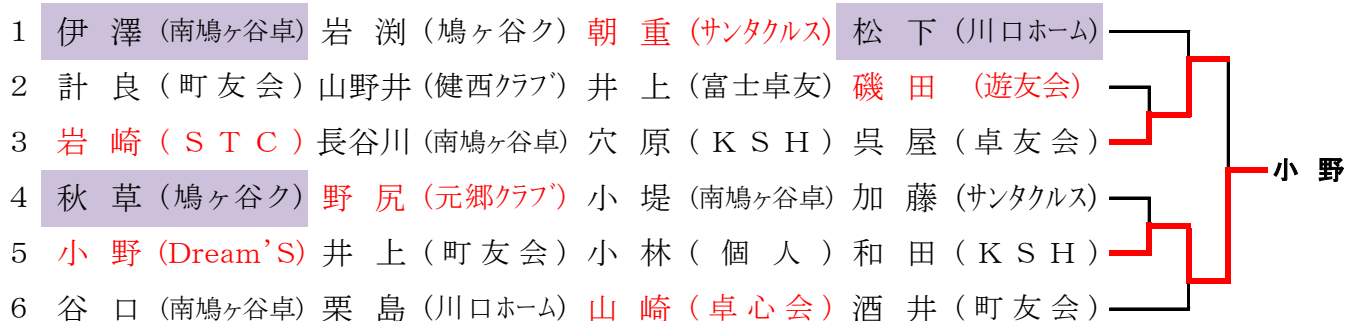 1 伊 澤 (南鳩ヶ谷卓) 岩 渕 (鳩ヶ谷ク) 朝 重 (サンタクルス) 松 下 (川口ホーム)
2 計 良 (町友会) 山野井 (健西クラブ) 井 上 (富士卓友) 磯 田 (遊友会)
3 岩 崎 (STC) 長谷川 (南鳩ヶ谷卓) 穴 原 (KSH) 呉 屋 (卓友会)
小 野
4 秋 草 (鳩ヶ谷ク) 野 尻 (元郷クラブ) 小 堤 (南鳩ヶ谷卓) 加 藤 (サンタクルス)
5 小 野 (Dream'S) 井 上 (町友会) 小 林 (個人) 和 田 (KSH)
6 谷 口 (南鳩ヶ谷卓) 栗 島 (川口ホーム) 山 崎 (卓心会) 酒 井 (町友会)